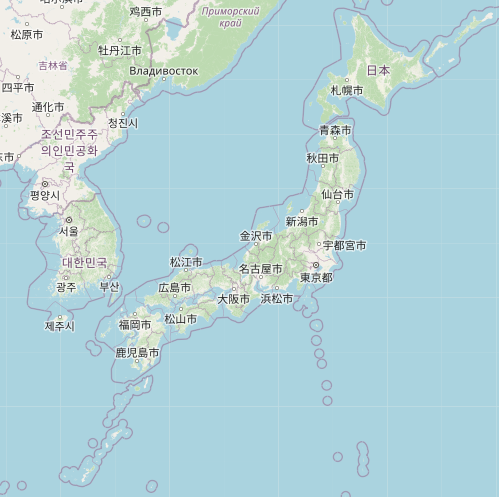 哈尔滨市
鸡西市
Приморский
край
松原市
牡丹江市
吉林省
Владивосток
日本
四平市
札幌市
通化市
청진시
青森市
조선민주주
의인민공화
국
秋田市
평양시
仙台市
서울
新潟市
金沢市
宇都宮市
대한민국
松江市
名古屋市
東京都
광주
부산
広島市
大阪市
浜松市
제주시
福岡市
松山市
鹿児島市